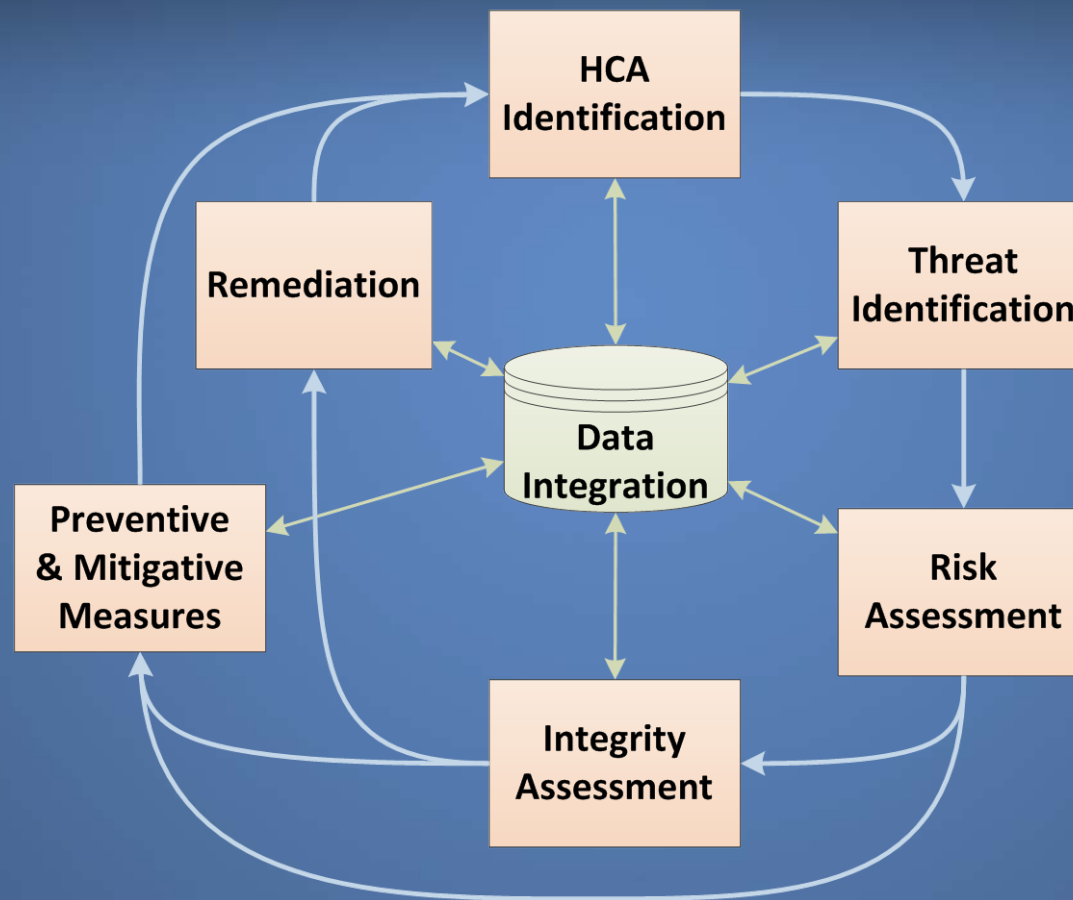 HCA
Identification
Threat
Identification
Remediation
Data
Integration
Preventive
& Mitigative
Measures
Risk
Assessment
Integrity
Assessment